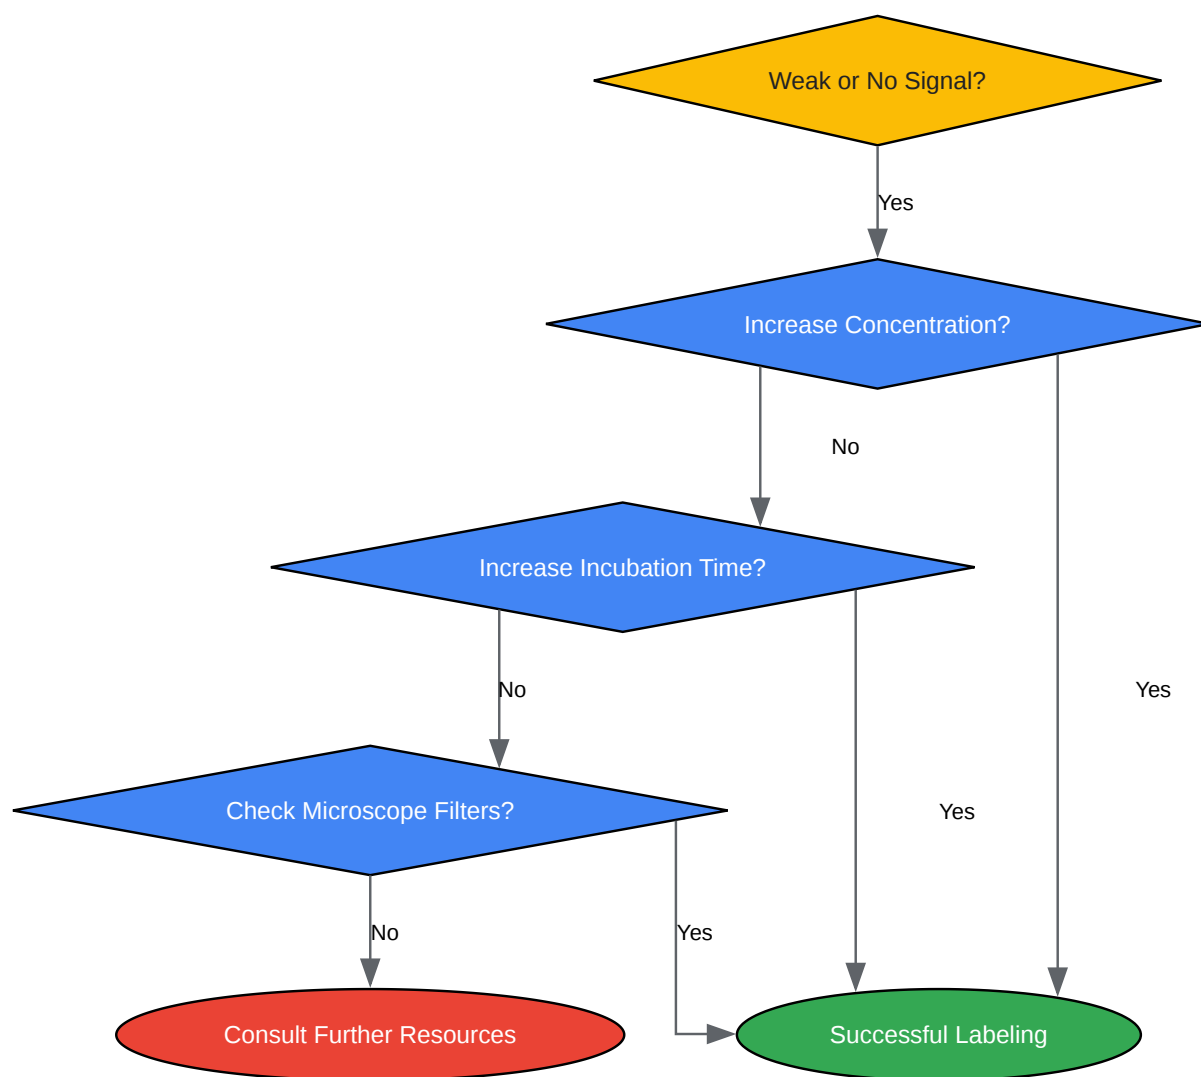 Weak or No Signal?
Yes
Increase Concentration?
No
Increase Incubation Time?
No
Yes
Check Microscope Filters?
Yes
No
Yes
Consult Further Resources
Successful Labeling